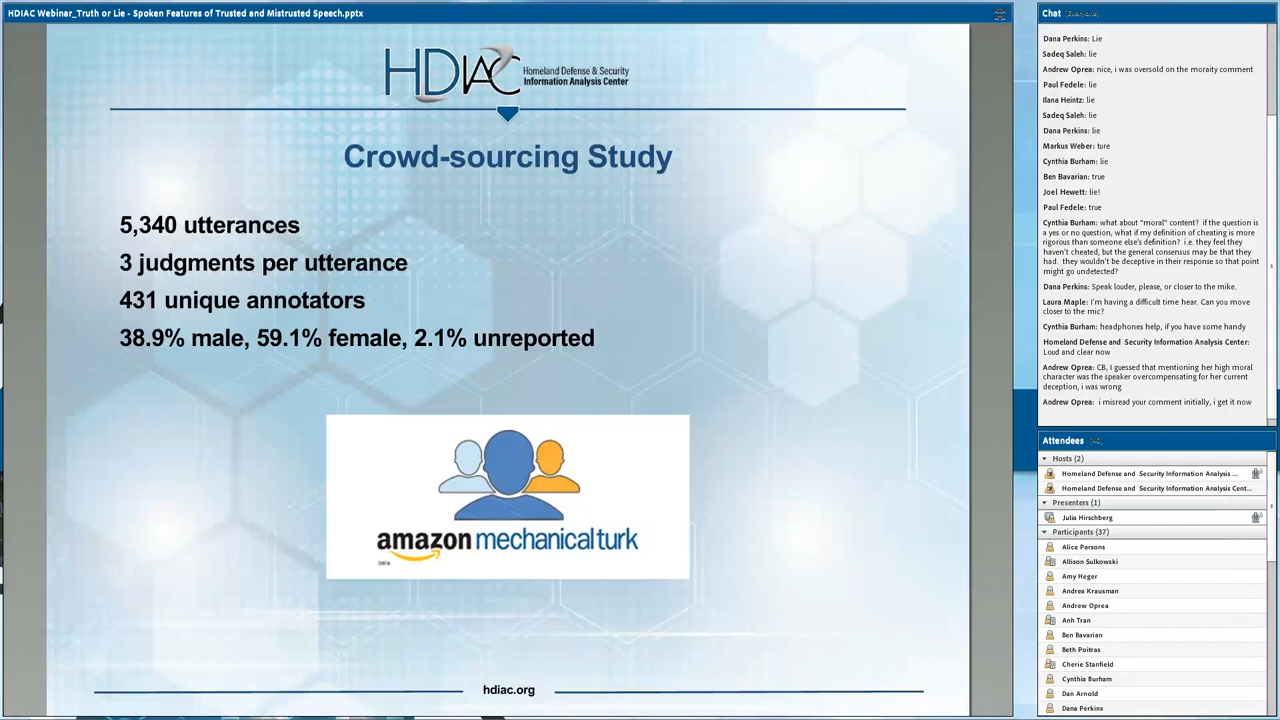 HDIAC Webinar_Truth or Lie - Spoken Features of Trusted and Mistrusted Speech.pptx
HDIAC
Homeland Defense & Security
Information Analysis Center
Crowd-sourcing Study
5,340 utterances
3 judgments per utterance
431 unique annotators
38.9% male, 59.1% female, 2.1% unreported
amazon mechanical turk
beta
hdiac.org
Chat (Everyone)
Dana Perkins: Lie
Sadeq Saleh: lie
Andrew Oprea: nice, i was oversold on the moraity comment
Paul Fedele: lie
Ilana Heintz: lie
Sadeq Saleh: lie
Dana Perkins: lie
Markus Weber: ture
Cynthia Burham: lie
Ben Bavarian: true
Joel Hewett: lie!
Paul Fedele: true
Cynthia Burham: what about "moral" content? if the question is
a yes or no question, what if my definition of cheating is more
rigorous than someone else's definition? i.e. they feel they
haven't cheated, but the general consensus may be that they
had. they wouldn't be deceptive in their response so that point
might go undetected?
Dana Perkins: Speak louder, please, or closer to the mike.
Laura Maple: I'm having a difficult time hear. Can you move
closer to the mic?
Cynthia Burham: headphones help, if you have some handy
Homeland Defense and Security Information Analysis Center:
Loud and clear now
Andrew Oprea: CB, I guessed that mentioning her high moral
character was the speaker overcompensating for her current
deception, i was wrong
Andrew Oprea: i misread your comment initially, i get it now
Attendees
Hosts (2)
Homeland Defense and Security Information Analysis ...
Homeland Defense and Security Information Analysis Cent...
Presenters (1)
Julia Hirschberg
Participants (37)
Alice Parsons
Allison Sulkowski
Amy Heger
Andrea Krausman
Andrew Oprea
Anh Tran
Ben Bavarian
Beth Poitras
Cherie Stanfield
Cynthia Burham
Dan Arnold
Dana Perkins